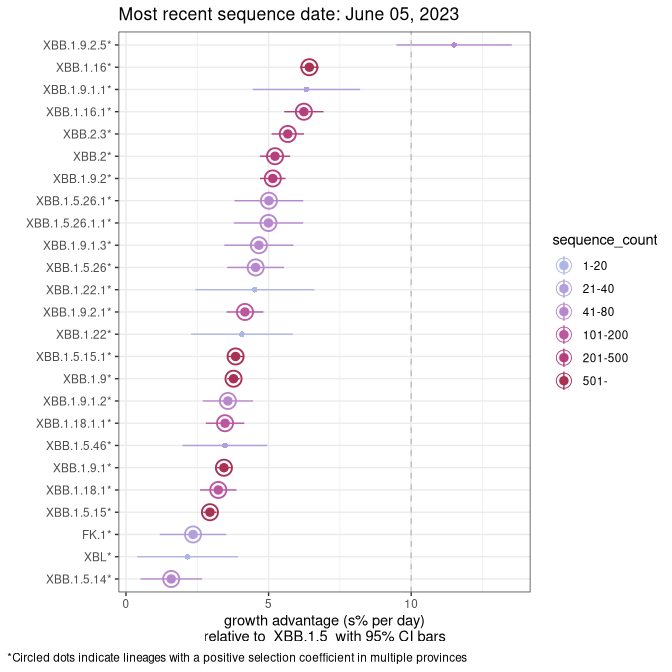 Most recent sequence date: June 05, 2023
XBB.1.9.2.5*
XBB.1.16*
XBB.1.9.1.1*
XBB.1.16.1*
XBB.2.3*
XBB.2*
XBB.1.9.2*
XBB.1.5.26.1*
XBB.1.5.26.1.1*
XBB.1.9.1.3*
XBB.1.5.26*
XBB.1.22.1*
XBB.1.9.2.1*
XBB.1.22*
XBB.1.5.15.1*
XBB.1.9*
XBB.1.9.1.2*
XBB.1.18.1.1*
XBB.1.5.46*
XBB.1.9.1*
XBB.1.18.1*
XBB.1.5.15*
FK.1*
XBL*
XBB.1.5.14*
0 5 10
growth advantage (s% per day)
relative to XBB.1.5 with 95% CI bars
sequence_count
1-20
21-40
41-80
101-200
201-500
501-
*Circled dots indicate lineages with a positive selection coefficient in multiple provinces